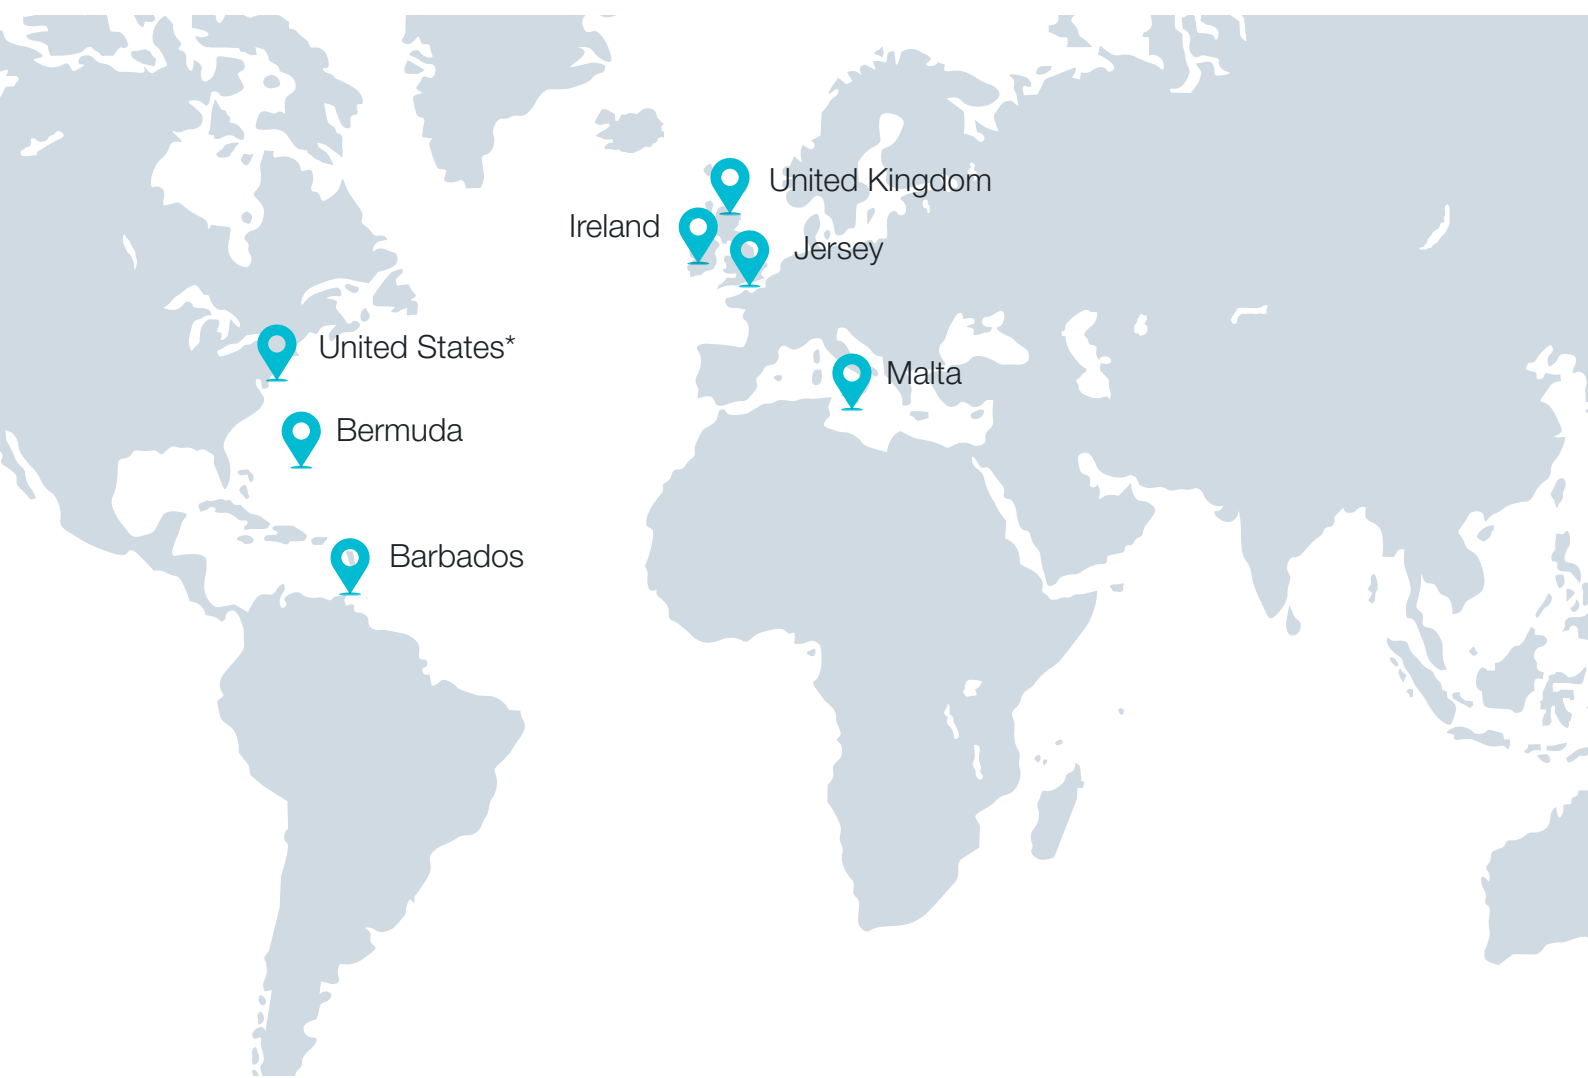 United Kingdom
Ireland
Jersey
United States*
Malta
Bermuda
Barbados